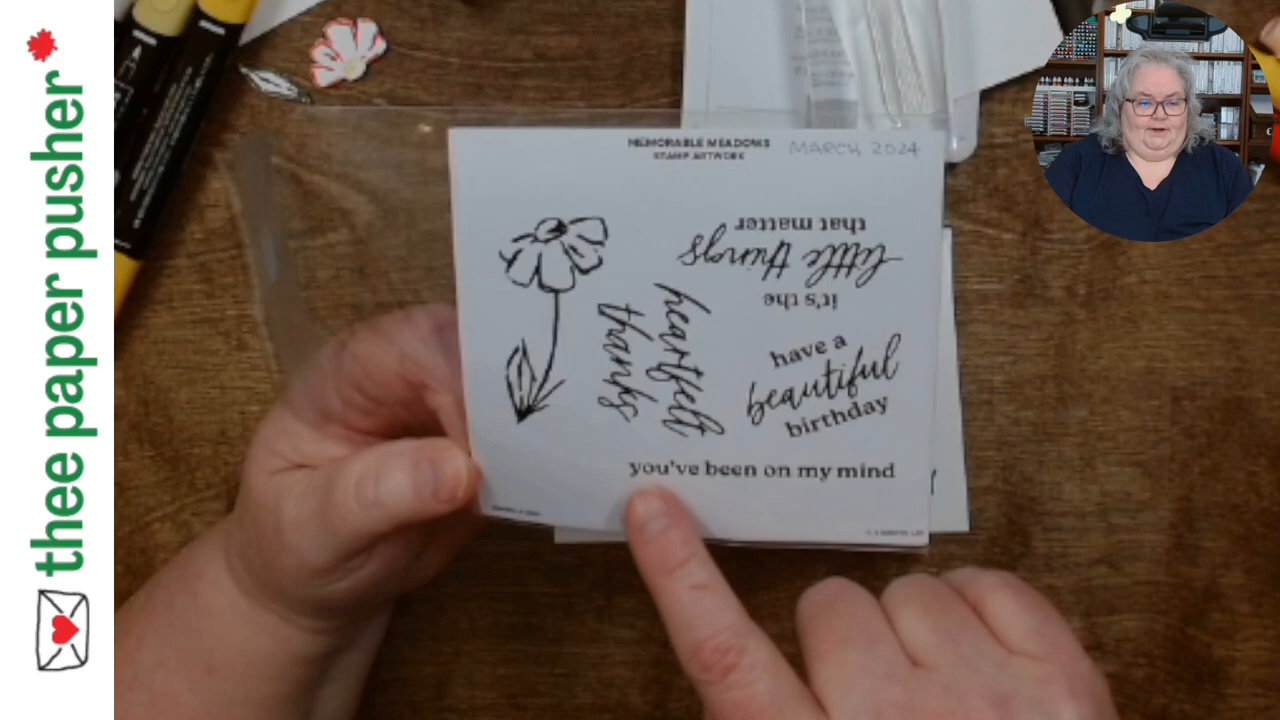 thee paper pusher
MEMORABLE MEADOWS
STAMP ARTWORK
MARCH 2024
it's the
little things
that matter
heartfelt
thanks
have a
beautiful
birthday
you've been on my mind